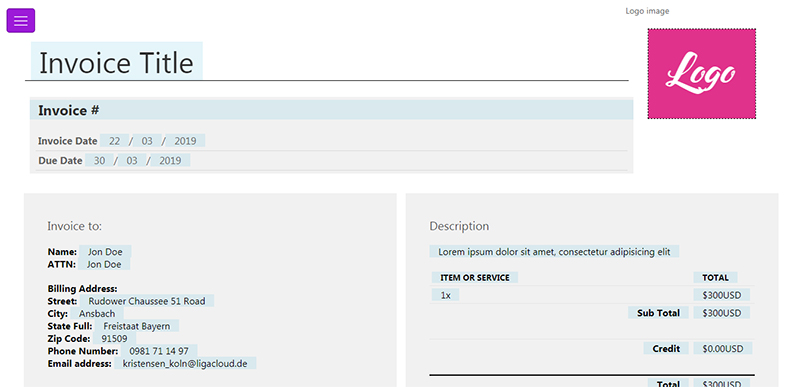 Logo image
Invoice Title
Logo
Invoice #
Invoice Date 22 / 03 / 2019
Due Date 30 / 03 / 2019
Invoice to:
Name: Jon Doe
ATTN: Jon Doe
Billing Address:
Street: Rudower Chaussee 51 Road
City: Ansbach
State Full: Freistaat Bayern
Zip Code: 91509
Phone Number: 0981 71 14 97
Email address: kristensen_koln@ligacloud.de
Description
Lorem ipsum dolor sit amet, consectetur adipisicing elit
ITEM OR SERVICE TOTAL
1x $300USD
Sub Total $300USD
Credit $0.00USD
Total $300USD